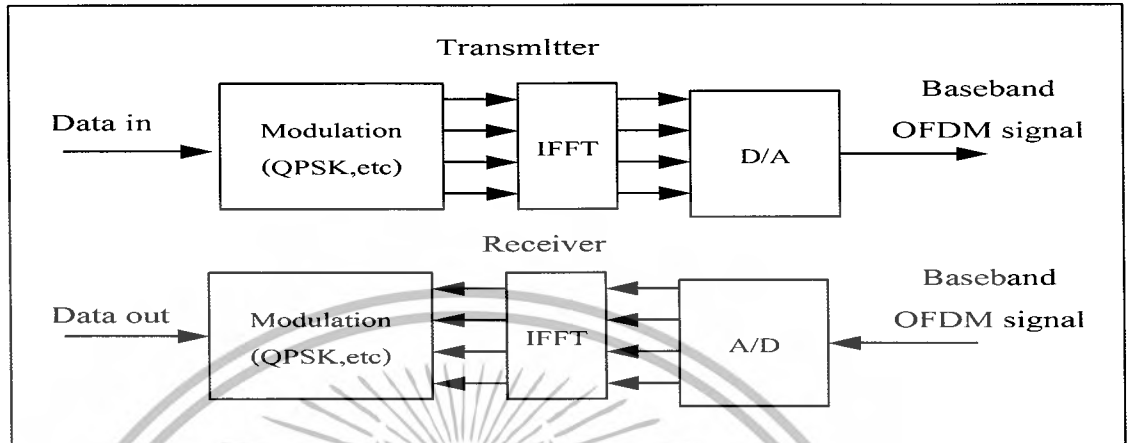 Transmltter
Data in
Modulation
(QPSK,etc)
IFFT
D/A
Baseband
OFDM signal
Receiver
Data out
Modulation
(QPSK,etc)
IFFT
A/D
Baseband
OFDM signal